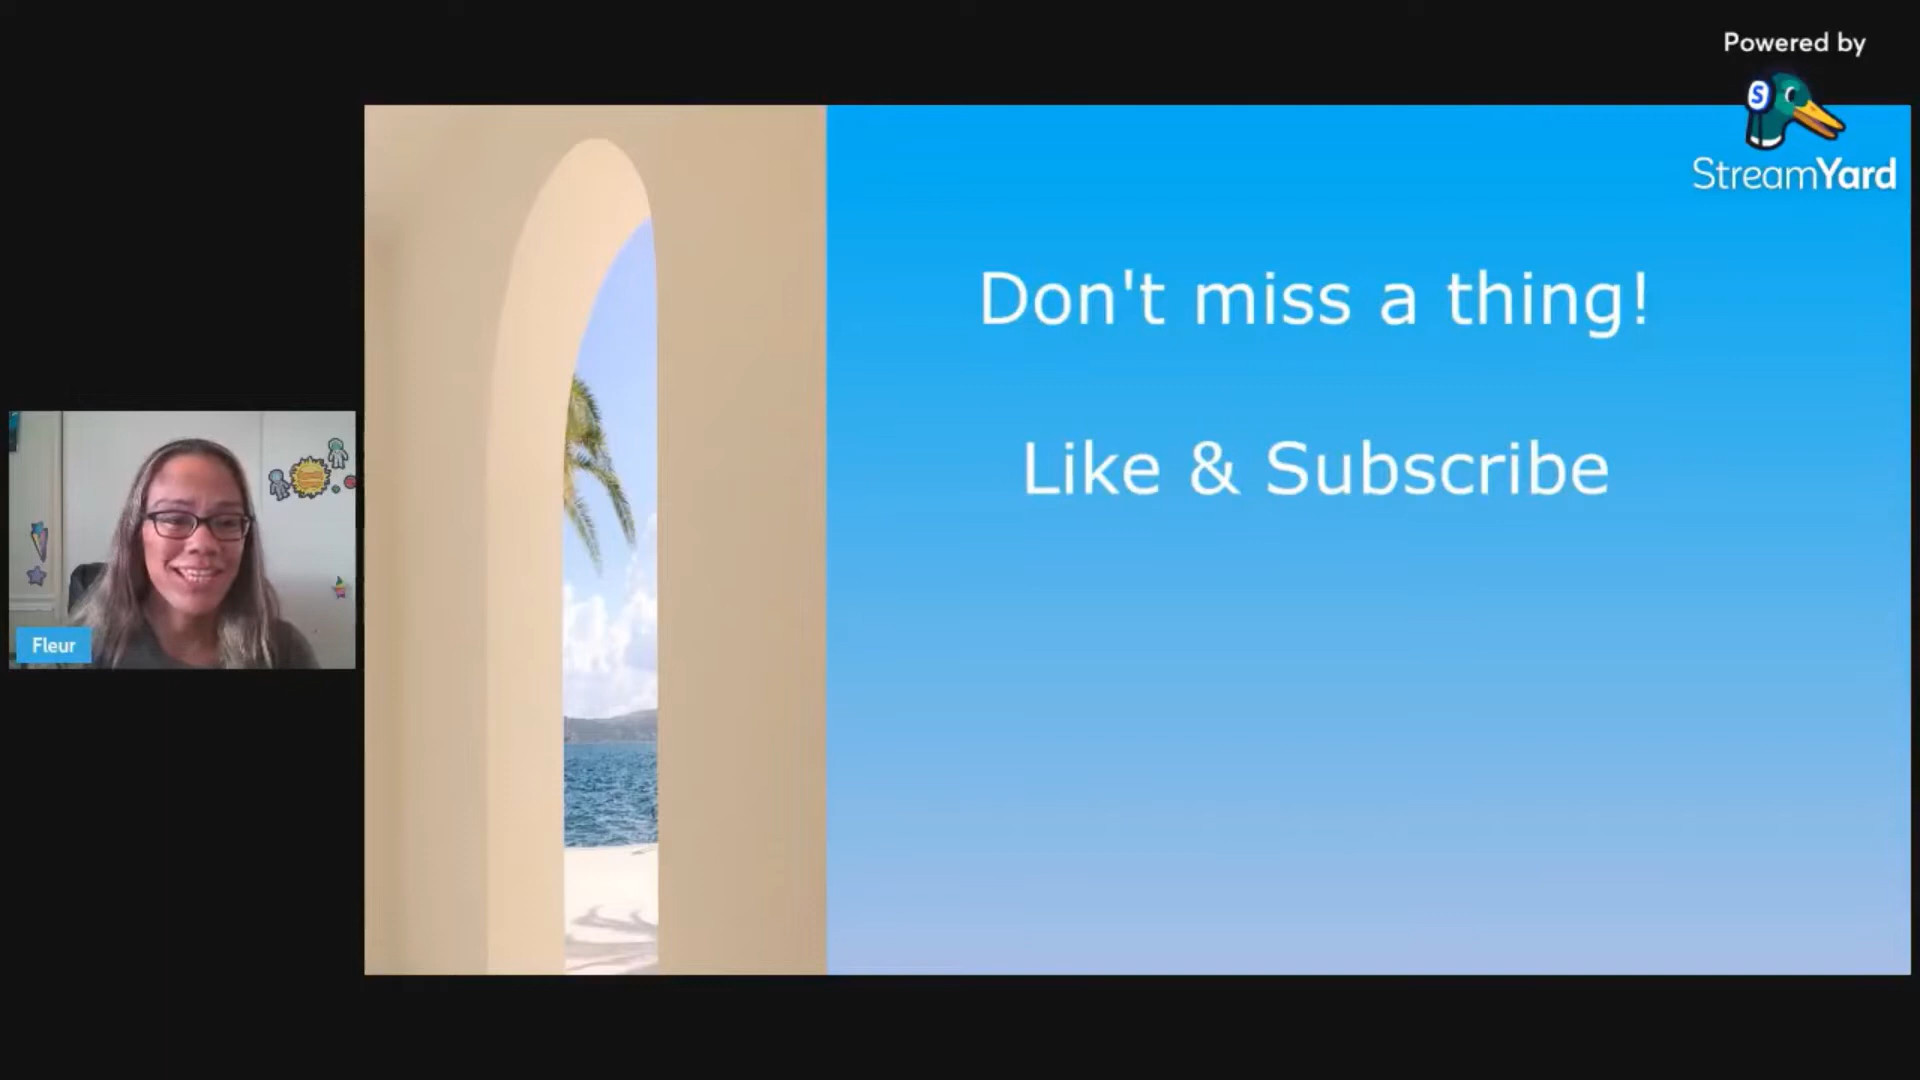 Powered by
S
StreamYard
Don't miss a thing!
Like & Subscribe
Fleur